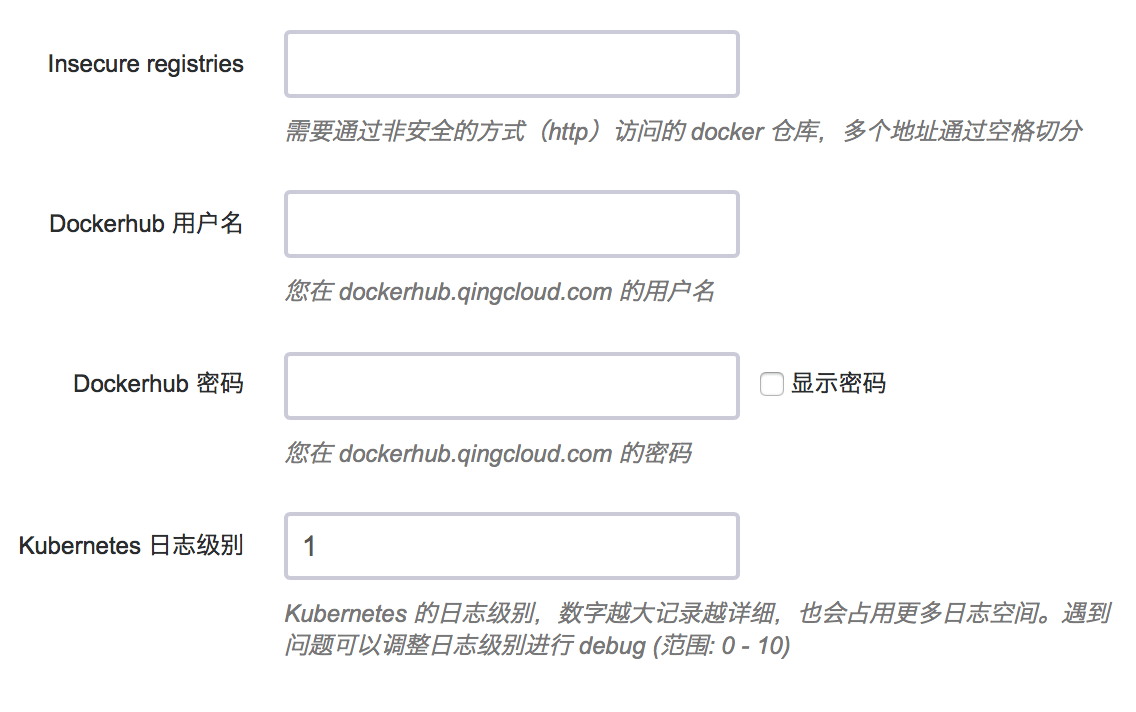 Insecure registries
需要通过非安全的方式（http）访问的 docker 仓库，多个地址通过空格切分
Dockerhub 用户名
您在 dockerhub.qingcloud.com 的用户名
Dockerhub 密码
显示密码
您在 dockerhub.qingcloud.com 的密码
Kubernetes 日志级别
1
Kubernetes 的日志级别，数字越大记录越详细，也会占用更多日志空间。遇到
问题可以调整日志级别进行 debug (范围: 0 - 10)